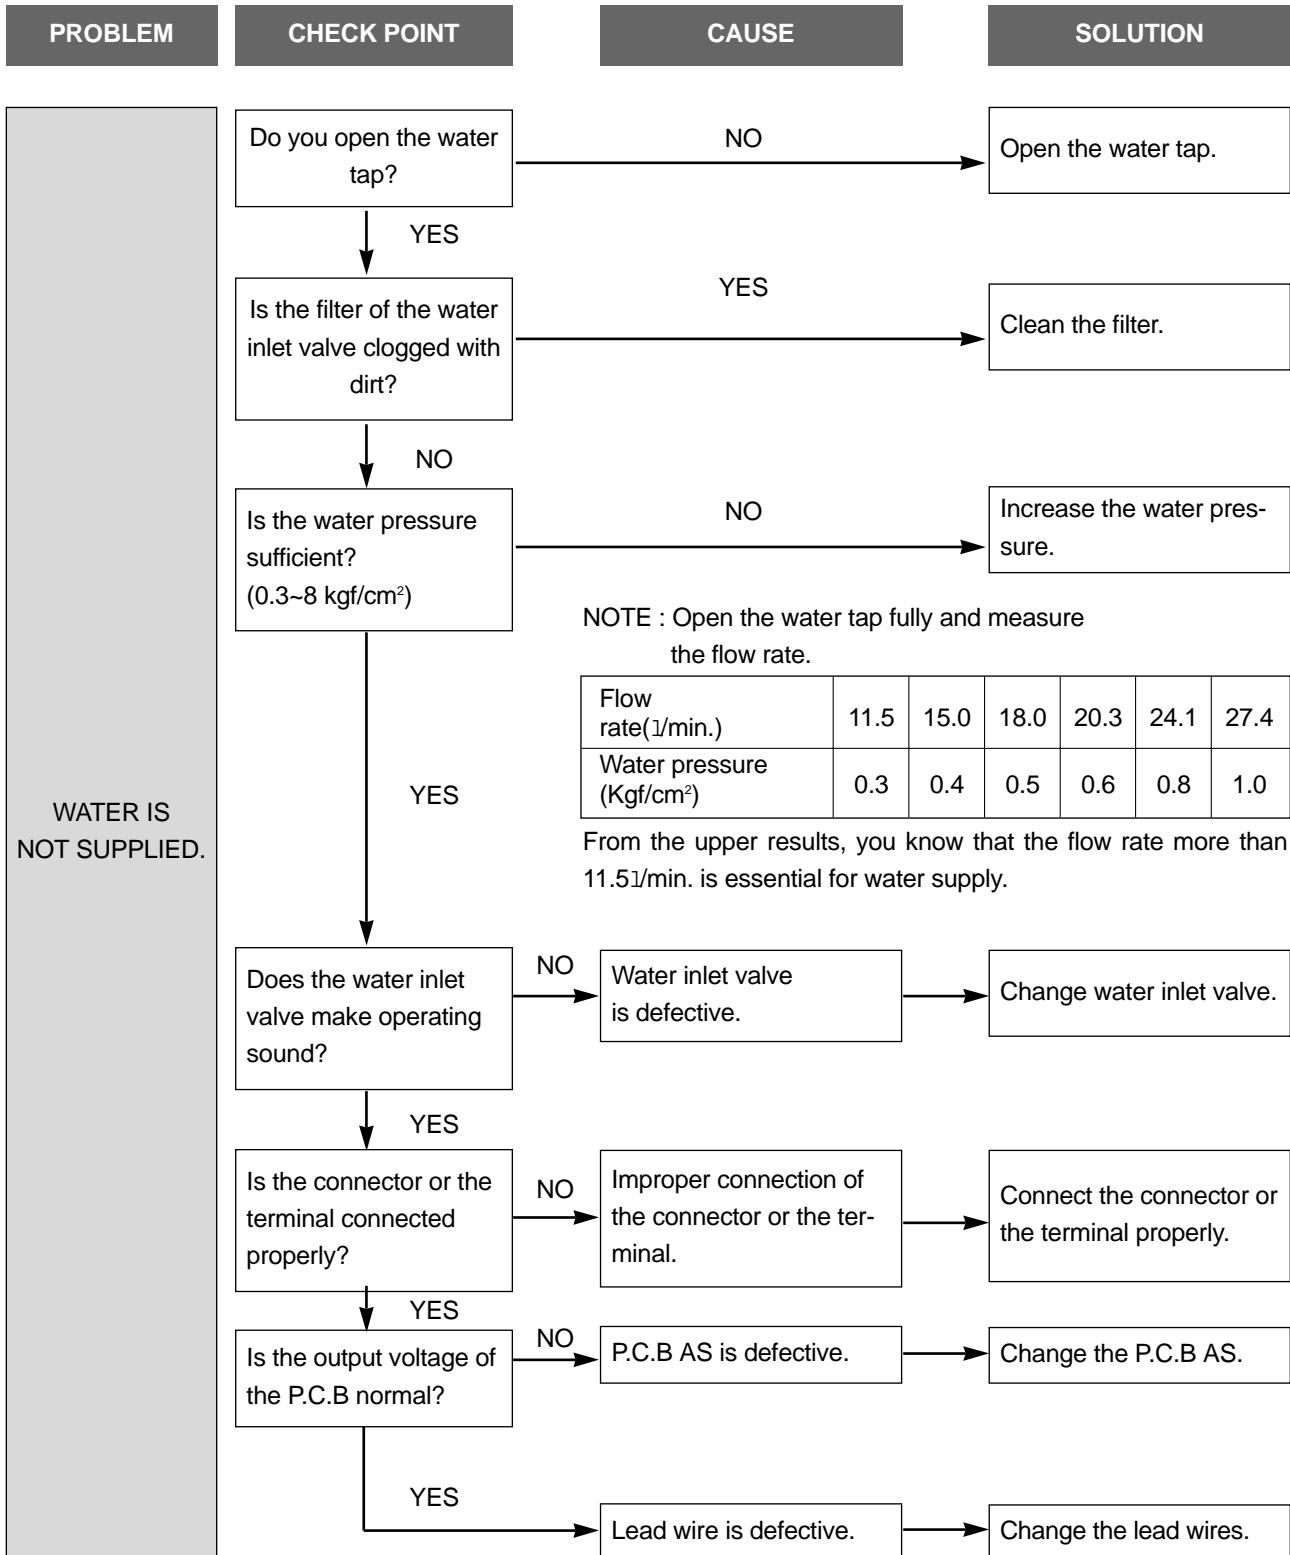 PROBLEM
CHECK POINT
CAUSE
SOLUTION
WATER IS
NOT SUPPLIED.
Do you open the water
tap?
NO
Open the water tap.
YES
Is the filter of the water
inlet valve clogged with
dirt?
YES
Clean the filter.
NO
Is the water pressure
sufficient?
(0.3~8 kgf/cm²)
NO
Increase the water pres-
sure.
NOTE : Open the water tap fully and measure
the flow rate.
Flow
rate(l/min.) 11.5 15.0 18.0 20.3 24.1 27.4
Water pressure
(Kgf/cm²) 0.3 0.4 0.5 0.6 0.8 1.0
From the upper results, you know that the flow rate more than
11.5l/min. is essential for water supply.
YES
Does the water inlet
valve make operating
sound?
NO
Water inlet valve
is defective.
Change water inlet valve.
YES
Is the connector or the
terminal connected
properly?
NO
Improper connection of
the connector or the ter-
minal.
Connect the connector or
the terminal properly.
YES
Is the output voltage of
the P.C.B normal?
NO
P.C.B AS is defective.
Change the P.C.B AS.
YES
Lead wire is defective.
Change the lead wires.